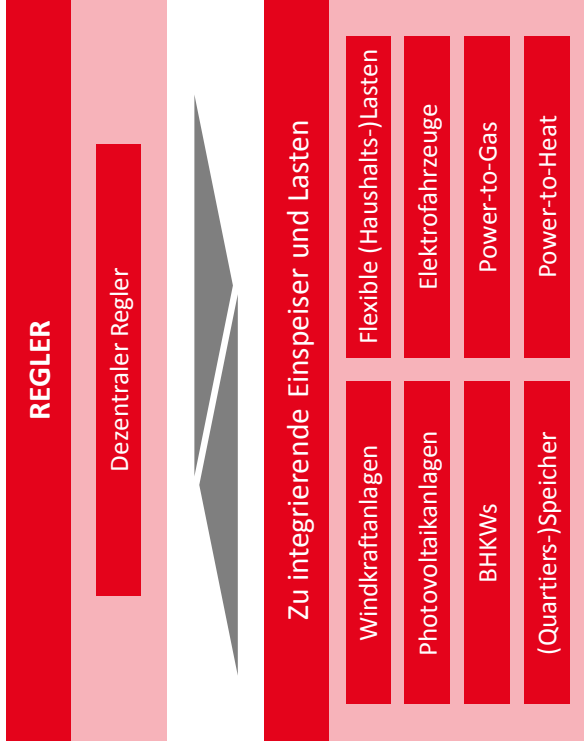 REGLER
Dezentraler Regler
Zu integrierende Einspeiser und Lasten
Windkraftanlagen
Flexible (Haushalts-)Lasten
Photovoltaikanlagen
Elektrofahrzeuge
BHKWs
Power-to-Gas
(Quartiers-)Speicher
Power-to-Heat